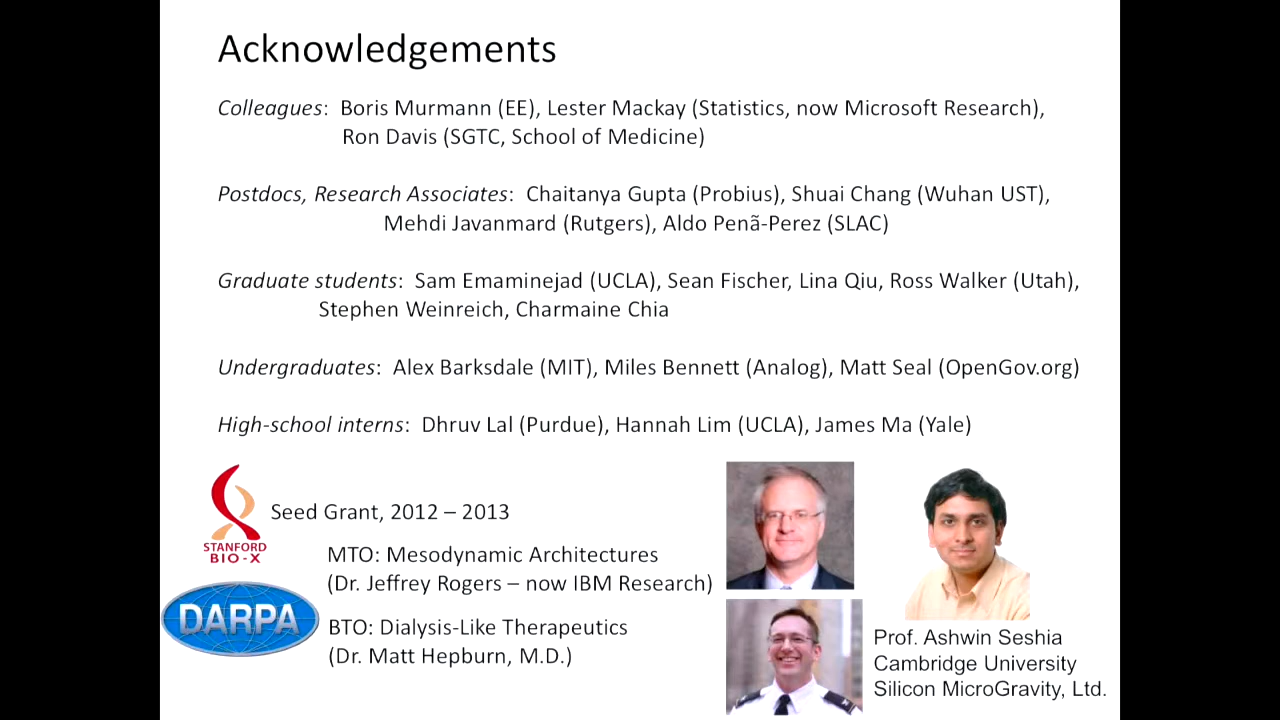 Acknowledgements
Colleagues: Boris Murmann (EE), Lester Mackay (Statistics, now Microsoft Research),
Ron Davis (SGTC, School of Medicine)
Postdocs, Research Associates: Chaitanya Gupta (Probius), Shuai Chang (Wuhan UST),
Mehdi Javanmard (Rutgers), Aldo Penã-Perez (SLAC)
Graduate students: Sam Emaminejad (UCLA), Sean Fischer, Lina Qiu, Ross Walker (Utah),
Stephen Weinreich, Charmaine Chia
Undergraduates: Alex Barksdale (MIT), Miles Bennett (Analog), Matt Seal (OpenGov.org)
High-school interns: Dhruv Lal (Purdue), Hannah Lim (UCLA), James Ma (Yale)
STANFORD
BIO-X
Seed Grant, 2012 – 2013
MTO: Mesodynamic Architectures
(Dr. Jeffrey Rogers – now IBM Research)
DARPA
BTO: Dialysis-Like Therapeutics
(Dr. Matt Hepburn, M.D.)
Prof. Ashwin Seshia
Cambridge University
Silicon MicroGravity, Ltd.